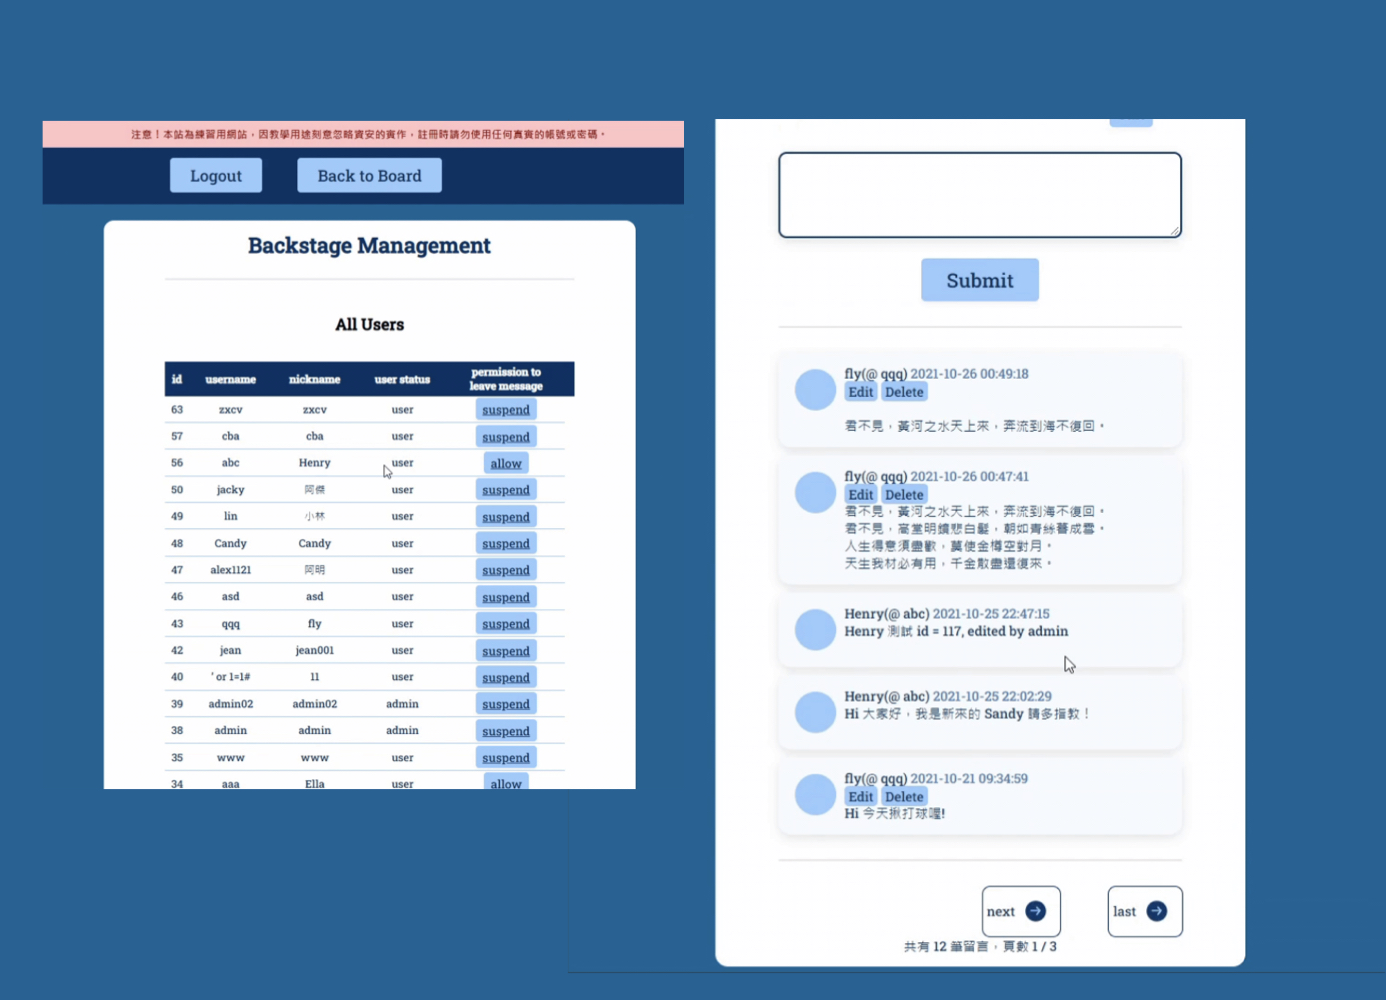 注意！本站為練習用網站，因教學用途刻意忽略資安的實作，註冊時請勿使用任何真實的帳號或密碼。
Logout
Back to Board
Backstage Management
All Users
id username nickname user status permission to leave message
63 zxcv zxcv user suspend
57 cba cba user suspend
56 abc Henry user allow
50 jacky 阿傑 user suspend
49 lin 小林 user suspend
48 Candy Candy user suspend
47 alex1121 阿明 user suspend
46 asd asd user suspend
43 qqq fly user suspend
42 jean jean001 user suspend
40 ' or 1=1# 11 user suspend
39 admin02 admin02 admin suspend
38 admin admin admin suspend
35 www www user suspend
34 aaa Ella user allow
Submit
fly(@ qqq) 2021-10-26 00:49:18
Edit Delete
君不見，黃河之水天上來，奔流到海不復回。
fly(@ qqq) 2021-10-26 00:47:41
Edit Delete
君不見，黃河之水天上來，奔流到海不復回。
君不見，高堂明鏡悲白髮，朝如青絲暮成雪。
人生得意須盡歡，莫使金樽空對月。
天生我材必有用，千金散盡還復來。
Henry(@ abc) 2021-10-25 22:47:15
Henry 測試 id = 117, edited by admin
Henry(@ abc) 2021-10-25 22:02:29
Hi 大家好，我是新來的 Sandy 請多指教！
fly(@ qqq) 2021-10-21 09:34:59
Edit Delete
Hi 今天揪打球喔!
next
last
共有 12 筆留言，頁數 1 / 3